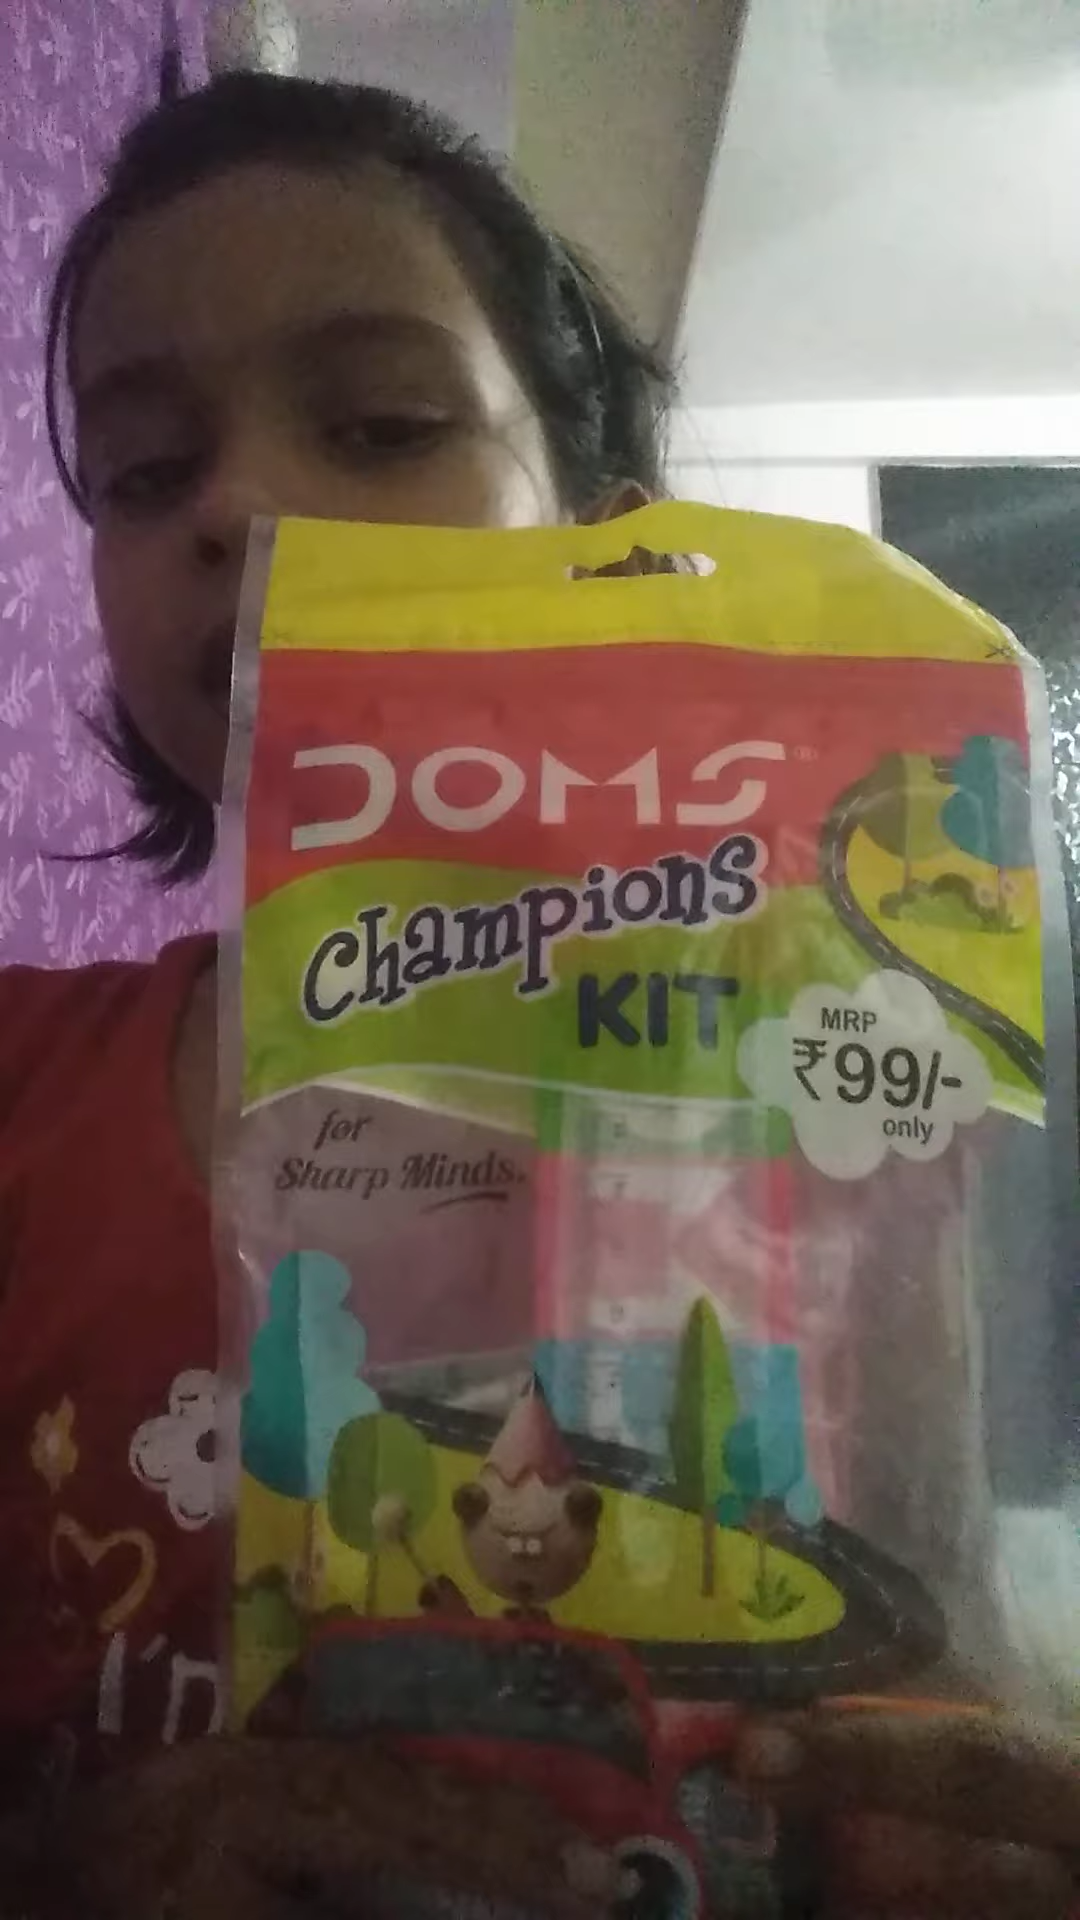 DOMS®
Champions
KIT
MRP
₹99/-
only
for
Sharp Minds.
I'm